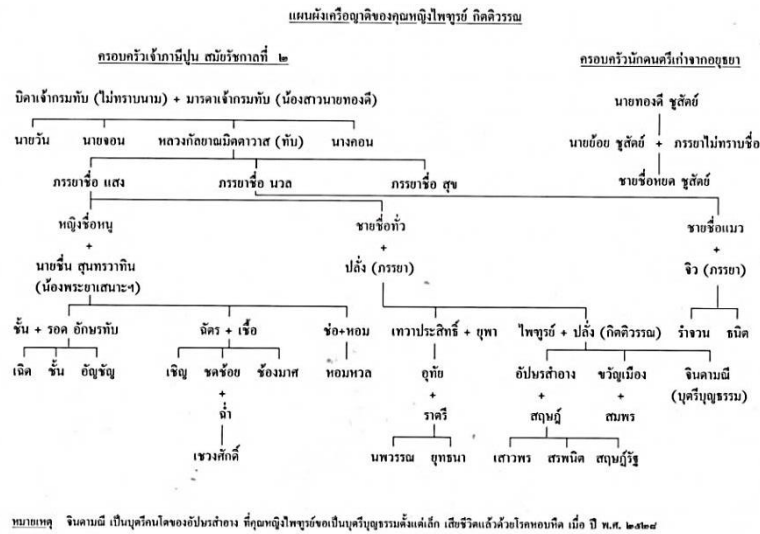 แผนผังเครือญาติของคุณหญิงไพฑูรย์ กิตติวรรณ
ครอบครัวเจ้าภาษีปูน สมัยรัชกาลที่ ๒
ครอบครัวนักดนตรีเก่าจากอยุธยา
บิดาเจ้ากรมทับ (ไม่ทราบนาม) + มารดาเจ้ากรมทับ (น้องสาวนายทองดี)
นายทองดี ชูสัตย์
นายวัน นายจอน หลวงกัลยาณมิตตาวาส (ทับ) นางคอน
นายย้อย ชูสัตย์ + ภรรยาไม่ทราบชื่อ
ภรรยาชื่อ แสง ภรรยาชื่อ นวล ภรรยาชื่อ สุข
ชายชื่อหยด ชูสัตย์
หญิงชื่อหนู ชายชื่อทั่ว ชายชื่อแมว
+ + +
นายชื่น สุนทรวาทิน ปลั่ง (ภรรยา) จิว (ภรรยา)
(น้องพระยาเสนาะฯ)
ชั้น + รอด อักษรทับ ฉัตร + เชื้อ ช่อ+หอม เทวาประสิทธิ์ + ยุพา ไพฑูรย์ + ปลั่ง (กิตติวรรณ) รำจวน ธนิต
เฉิด ชั้น อัญชัญ เชิญ ชดช้อย ช้องมาศ หอมหวล อุทัย อัปษรสำอาง ขวัญเมือง จินดามณี
+ + + + (บุตรีบุญธรรม)
ฉ่ำ ราตรี สฤษฎ์ สมพร
เชวงศักดิ์ นพวรรณ ยุทธนา เสาวพร สรพนิต สฤษฎ์รัฐ
หมายเหตุ จินดามณี เป็นบุตรีคนโตของอัปษรสำอาง ที่คุณหญิงไพฑูรย์ขอเป็นบุตรีบุญธรรมตั้งแต่เล็ก เสียชีวิตแล้วด้วยโรคหอบหืด เมื่อ ปี พ.ศ. ๒๕๒๘